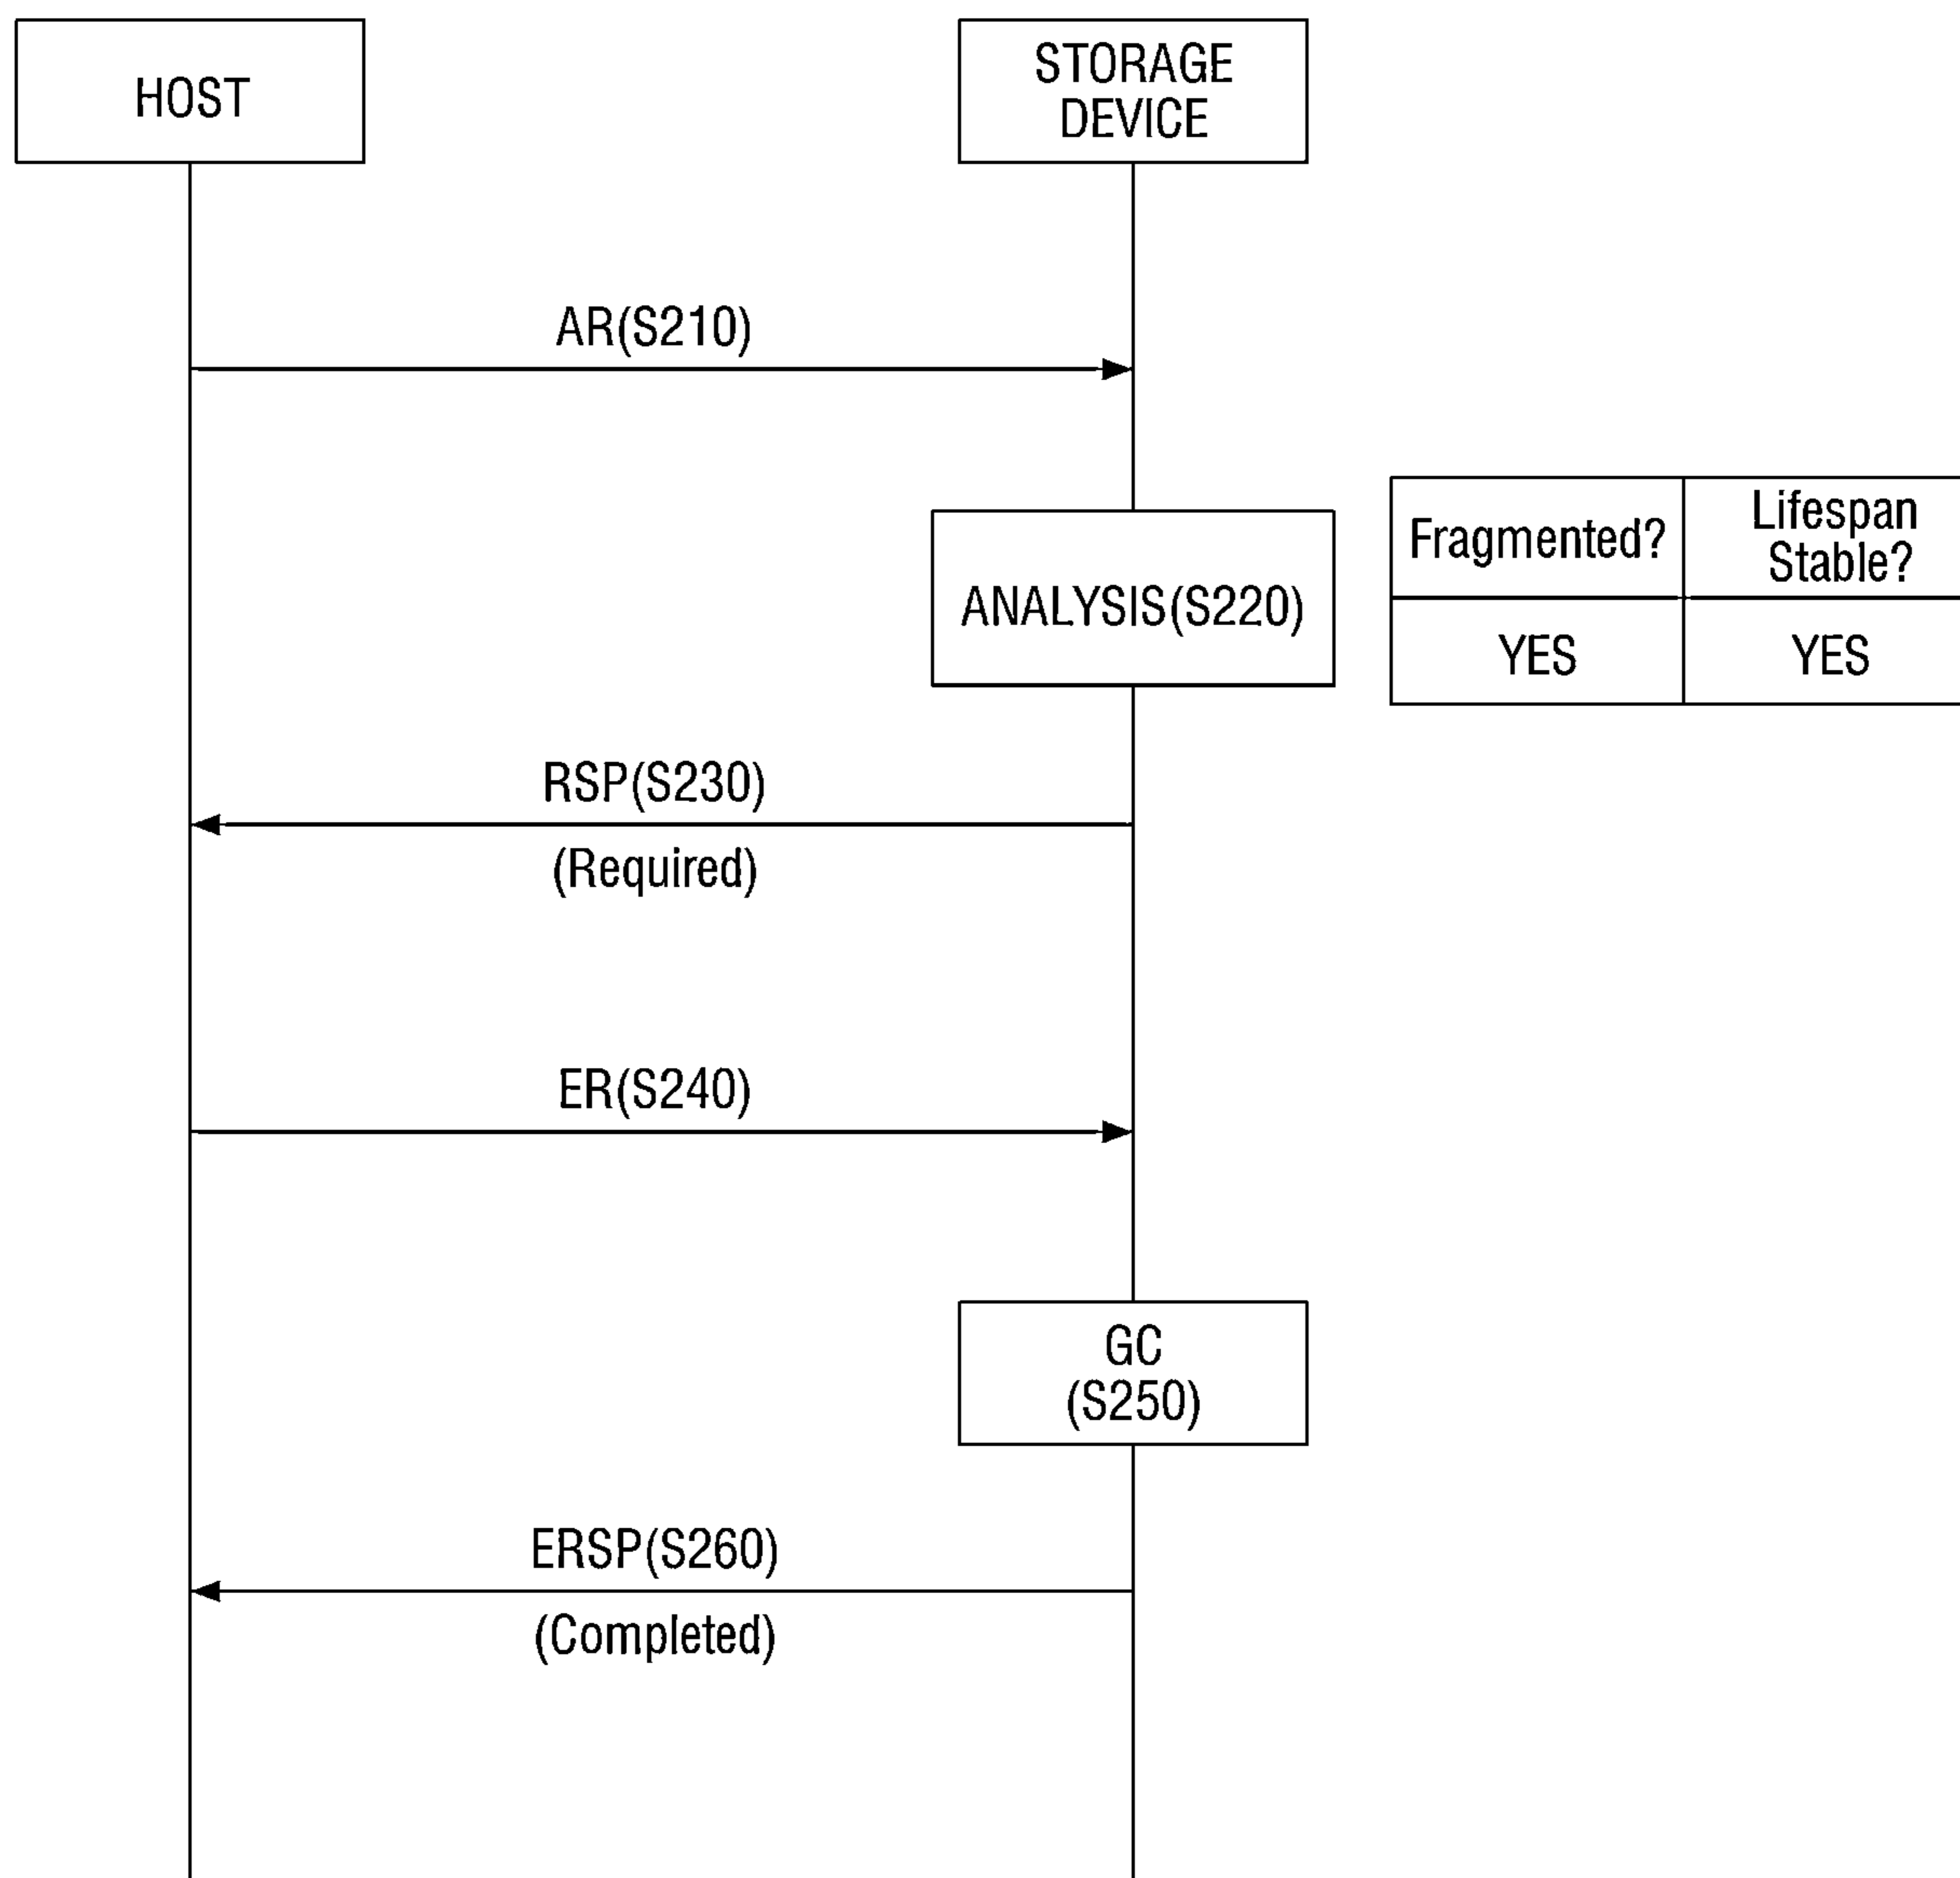 HOST
STORAGE
DEVICE
AR(S210)
ANALYSIS(S220)
Fragmented?
Lifespan
Stable?
YES
YES
RSP(S230)
(Required)
ER(S240)
GC
(S250)
ERSP(S260)
(Completed)